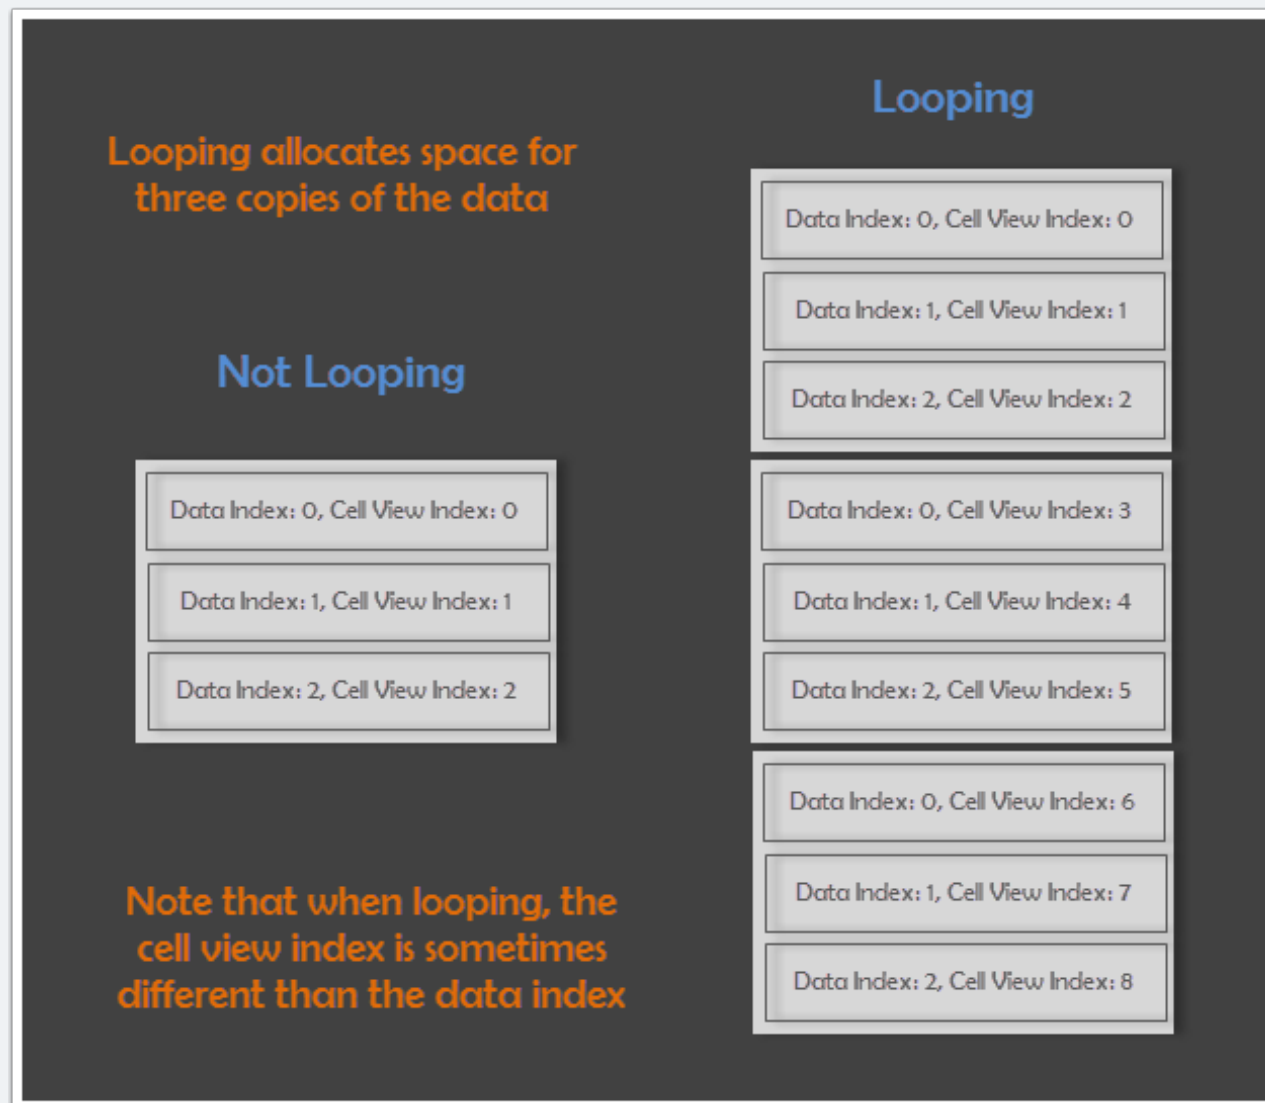 Looping allocates space for
three copies of the data
Not Looping
Data Index: 0, Cell View Index: 0
Data Index: 1, Cell View Index: 1
Data Index: 2, Cell View Index: 2
Note that when looping, the
cell view index is sometimes
different than the data index
Looping
Data Index: 0, Cell View Index: 0
Data Index: 1, Cell View Index: 1
Data Index: 2, Cell View Index: 2
Data Index: 0, Cell View Index: 3
Data Index: 1, Cell View Index: 4
Data Index: 2, Cell View Index: 5
Data Index: 0, Cell View Index: 6
Data Index: 1, Cell View Index: 7
Data Index: 2, Cell View Index: 8